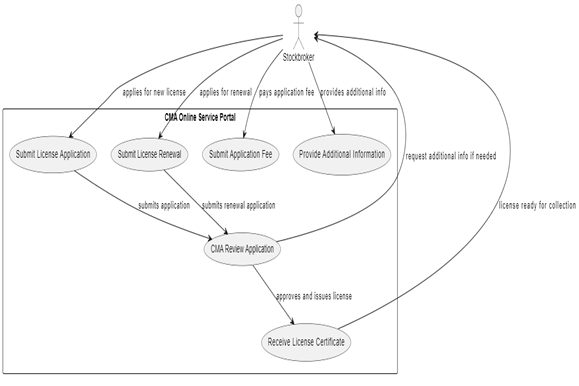 Stockbroker
applies for new license
applies for renewal
pays application fee
provides additional info
CMA Online Service Portal
Submit License Application
Submit License Renewal
Submit Application Fee
Provide Additional Information
request additional info if needed
submits application
submits renewal application
license ready for collection
CMA Review Application
approves and issues license
Receive License Certificate